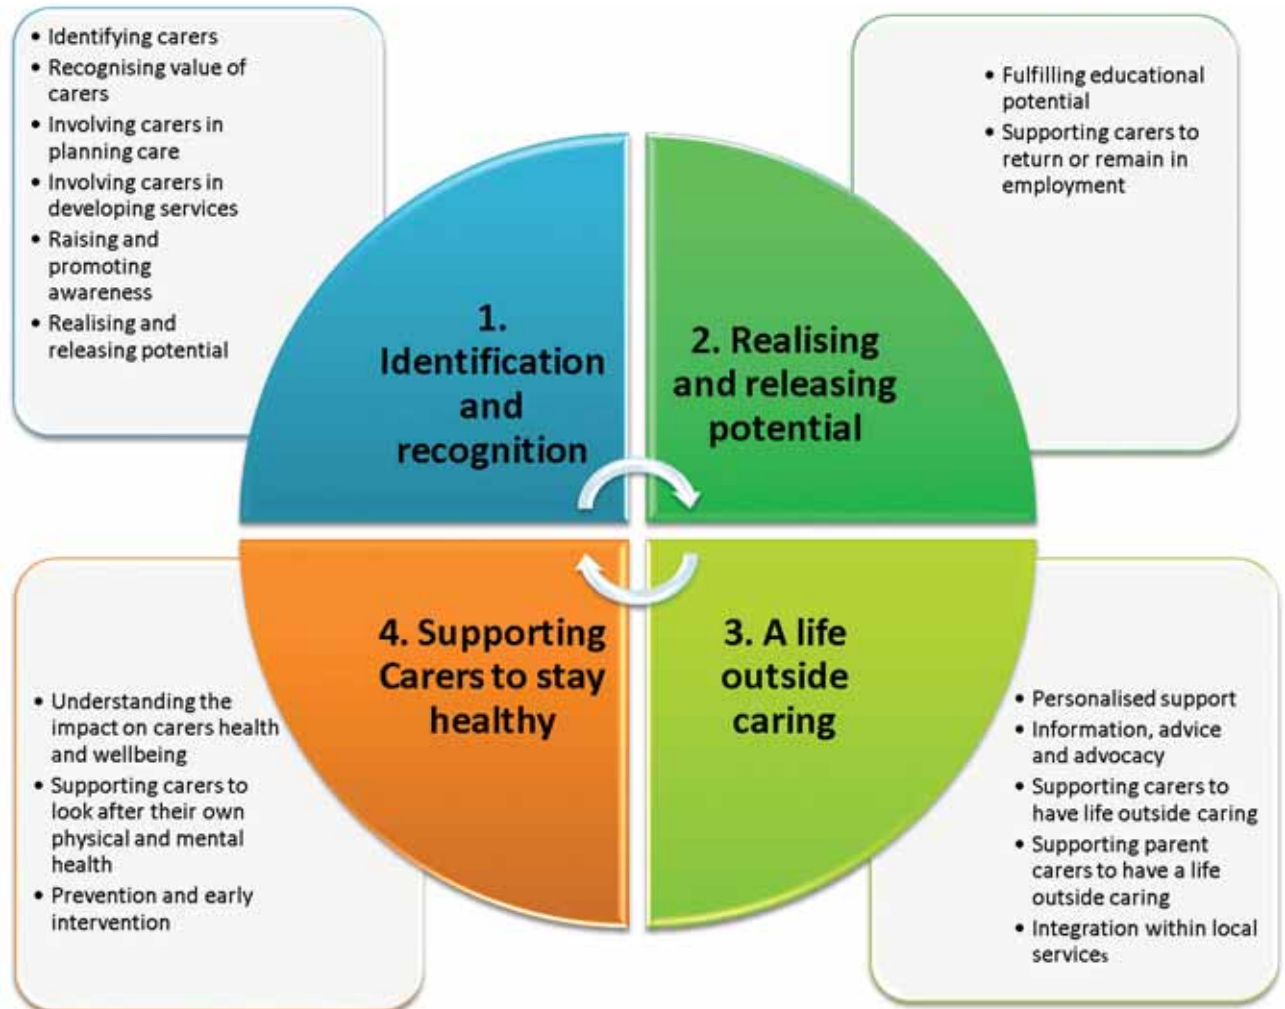 • Identifying carers
• Recognising value of
carers
• Involving carers in
planning care
• Involving carers in
developing services
• Raising and
promoting
awareness
• Realising and
releasing potential
1.
Identification
and
recognition
• Fulfilling educational
potential
• Supporting carers to
return or remain in
employment
2. Realising
and releasing
potential
4. Supporting
Carers to stay
healthy
• Understanding the
impact on carers health
and wellbeing
• Supporting carers to
look after their own
physical and mental
health
• Prevention and early
intervention
3. A life
outside
caring
• Personalised support
• Information, advice
and advocacy
• Supporting carers to
have life outside caring
• Supporting parent
carers to have a life
outside caring
• Integration within local
services